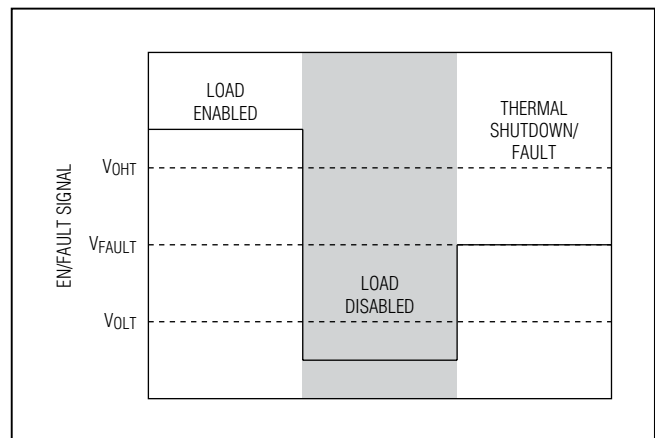 LOAD
ENABLED
THERMAL
SHUTDOWN/
FAULT
VOHT
EN/FAULT SIGNAL
VFAULT
LOAD
DISABLED
VOLT